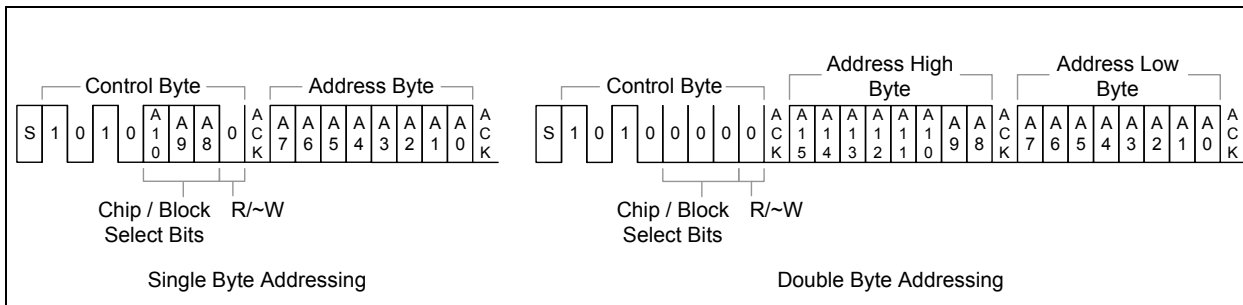 Control Byte
Address Byte
S 1 0 1 0 A10 A9 A8 0 ACK A7 A6 A5 A4 A3 A2 A1 A0 ACK
Chip / Block
Select Bits
R/~W
Single Byte Addressing
Control Byte
Address High
Byte
Address Low
Byte
S 1 0 1 0 0 0 0 0 ACK A15 A14 A13 A12 A11 A10 A9 A8 ACK A7 A6 A5 A4 A3 A2 A1 A0 ACK
Chip / Block
Select Bits
R/~W
Double Byte Addressing